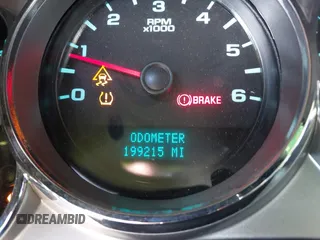 3
2 4
RPM
x1000
1 5
0 6
BRAKE
ODOMETER
199215 MI
DREAMBID